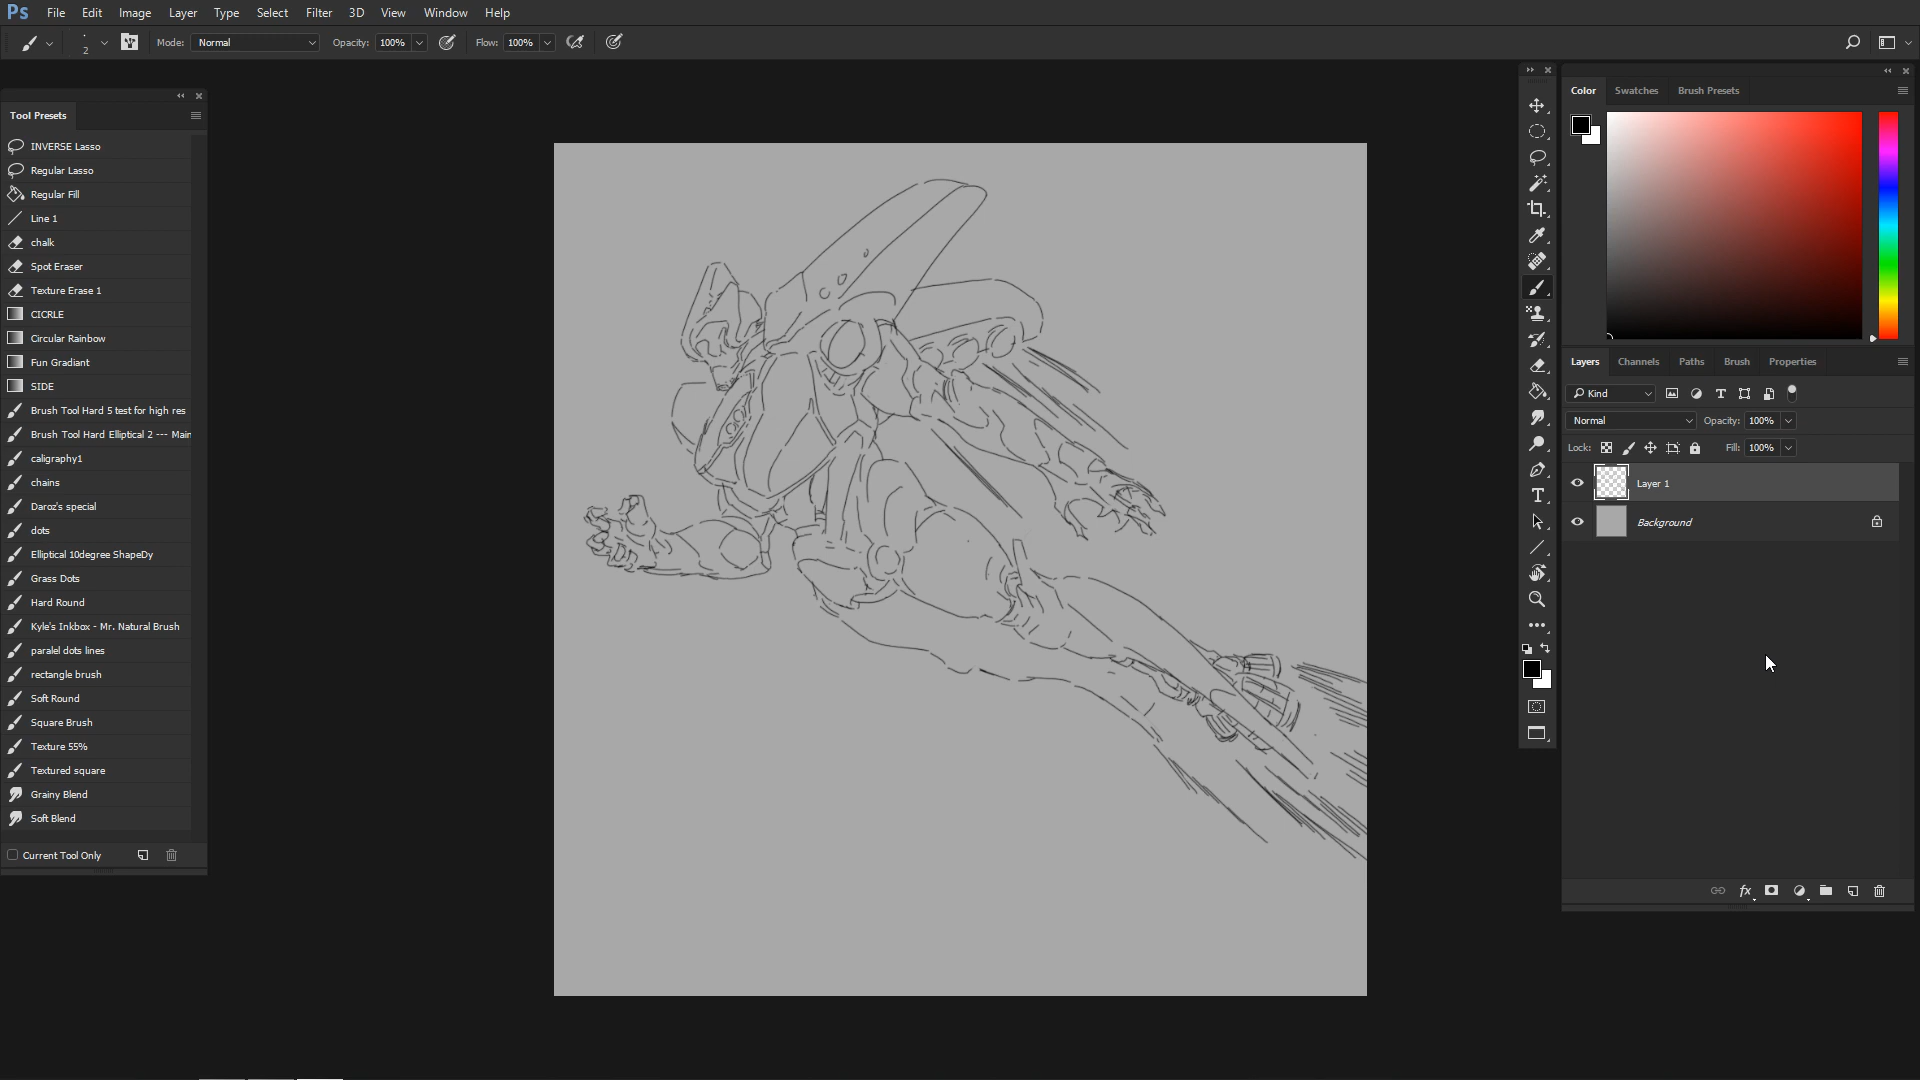 Ps File Edit Image Layer Type Select Filter 3D View Window Help
2 Mode: Normal Opacity: 100% Flow: 100%
Tool Presets
INVERSE Lasso
Regular Lasso
Regular Fill
Line 1
chalk
Spot Eraser
Texture Erase 1
CICRLE
Circular Rainbow
Fun Gradiant
SIDE
Brush Tool Hard 5 test for high res
Brush Tool Hard Elliptical 2 --- Main
caligraphy1
chains
Daroz's special
dots
Elliptical 10degree ShapeDy
Grass Dots
Hard Round
Kyle's Inkbox - Mr. Natural Brush
paralel dots lines
rectangle brush
Soft Round
Square Brush
Texture 55%
Textured square
Grainy Blend
Soft Blend
Current Tool Only
Color Swatches Brush Presets
Layers Channels Paths Brush Properties
Kind
Normal Opacity: 100%
Lock: Fill: 100%
Layer 1
Background
fx